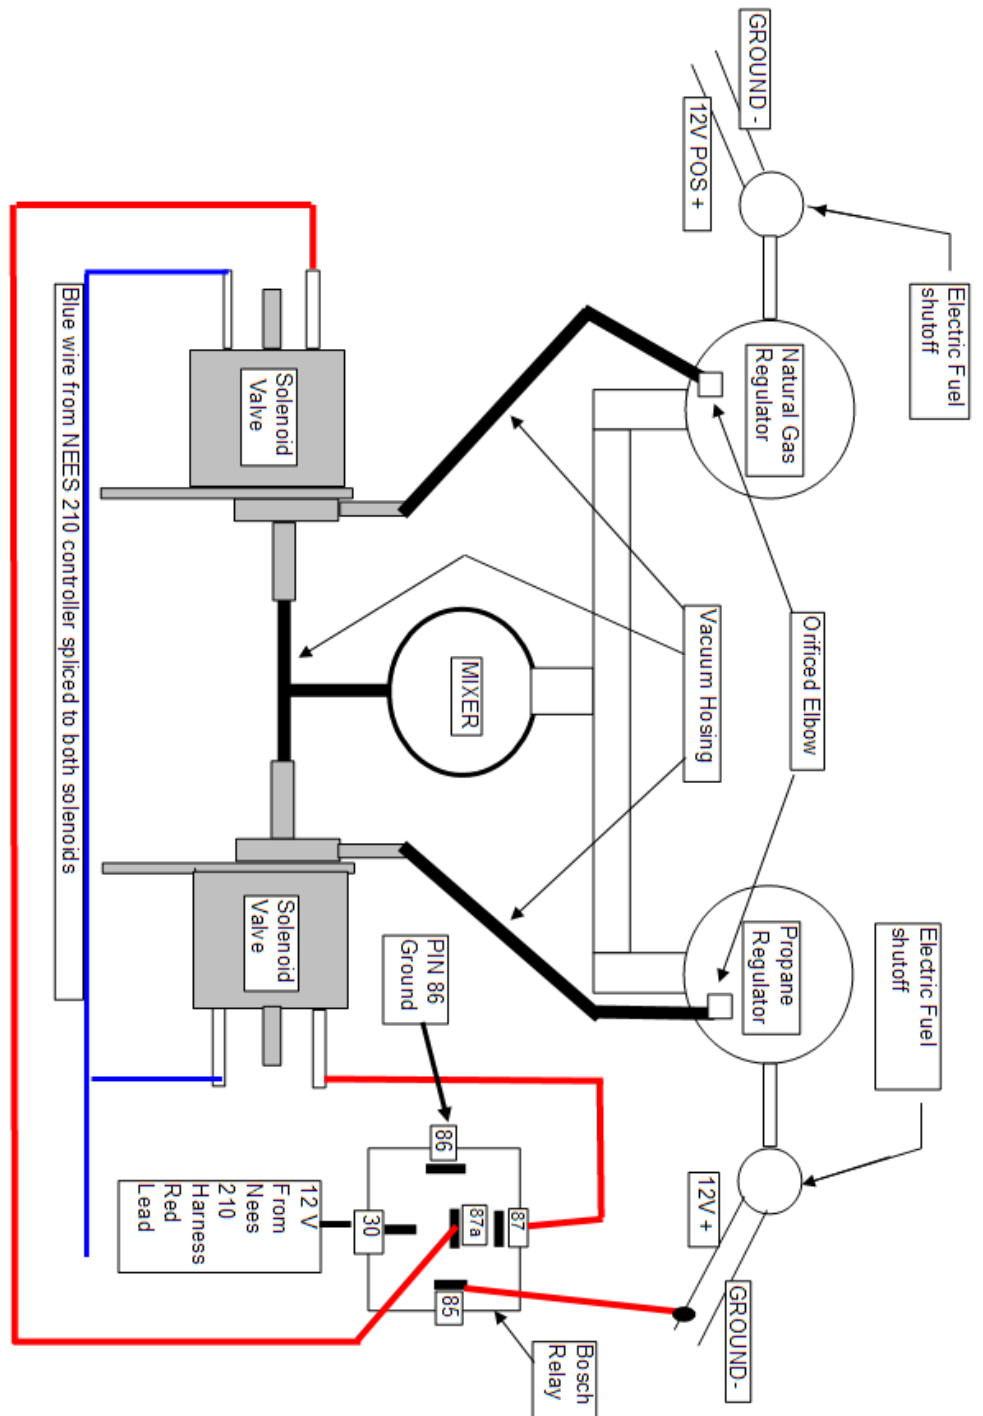 GROUND -
12V POS +
Electric Fuel
shutoff
Natural Gas
Regulator
Solenoid
Valve
Orificed Elbow
Vacuum Hosing
MIXER
Blue wire from NEES 210 controller spliced to both solenoids
Solenoid
Valve
Propane
Regulator
Electric Fuel
shutoff
PIN 86
Ground
86
87
87a
30
85
12 V
From
Nees
210
Harness
Red
Lead
12V +
GROUND-
Bosch
Relay